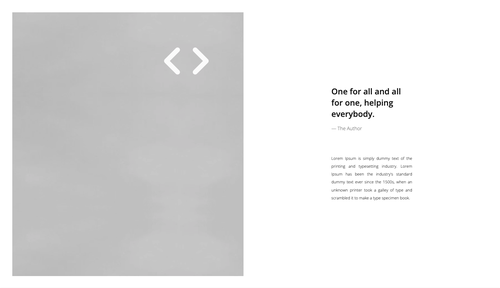 One for all and all
for one, helping
everybody.
— The Author
Lorem Ipsum is simply dummy text of the
printing and typesetting industry. Lorem
Ipsum has been the industry's standard
dummy text ever since the 1500s, when an
unknown printer took a galley of type and
scrambled it to make a type specimen book.